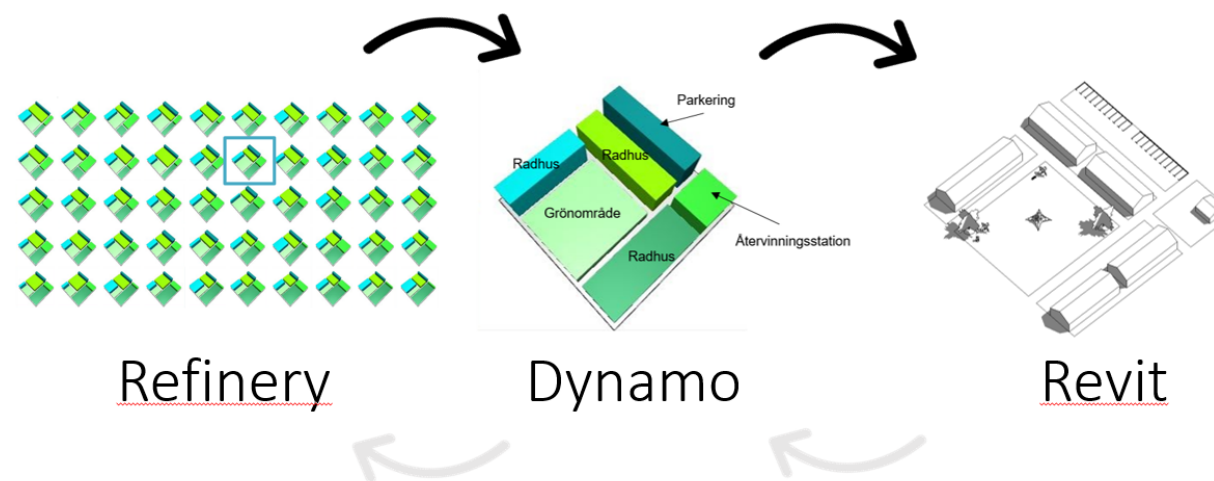 Parkering
Radhus
Radhus
Grönområde
Återvinningsstation
Radhus
Refinery
Dynamo
Revit